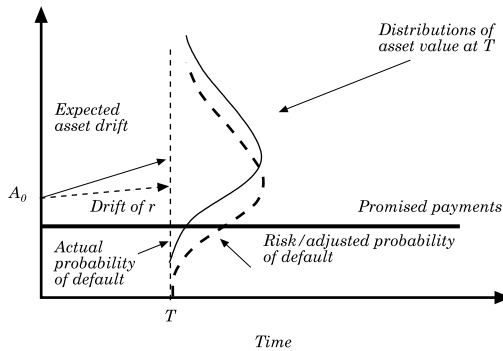 Distributions of
asset value at T
Expected
asset drift
A0
Drift of r
Promised payments
Actual
probability
of default
Risk/adjusted probability
of default
T
Time